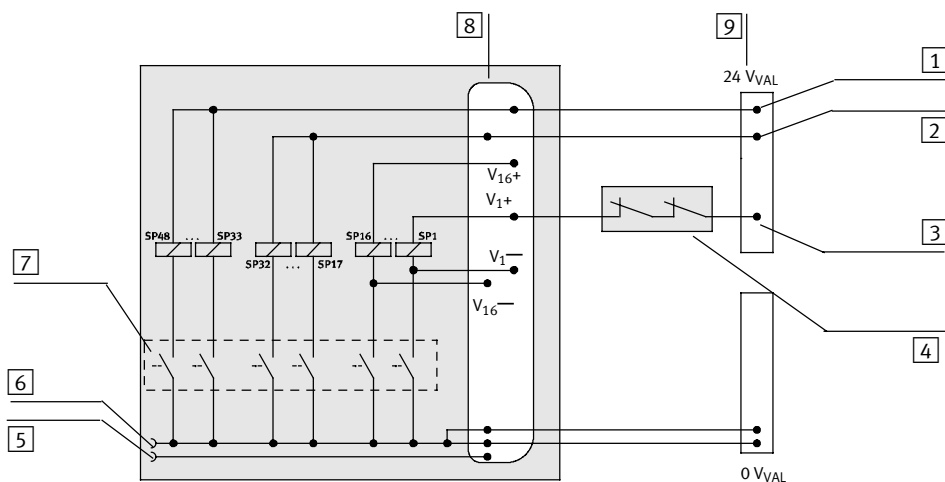 8
9
1
24 VVAL
2
V16+
V1+
SP48 ... SP33
SP16 ... SP1
SP32 ... SP17
3
7
V1—
V16—
4
6
5
0 VVAL